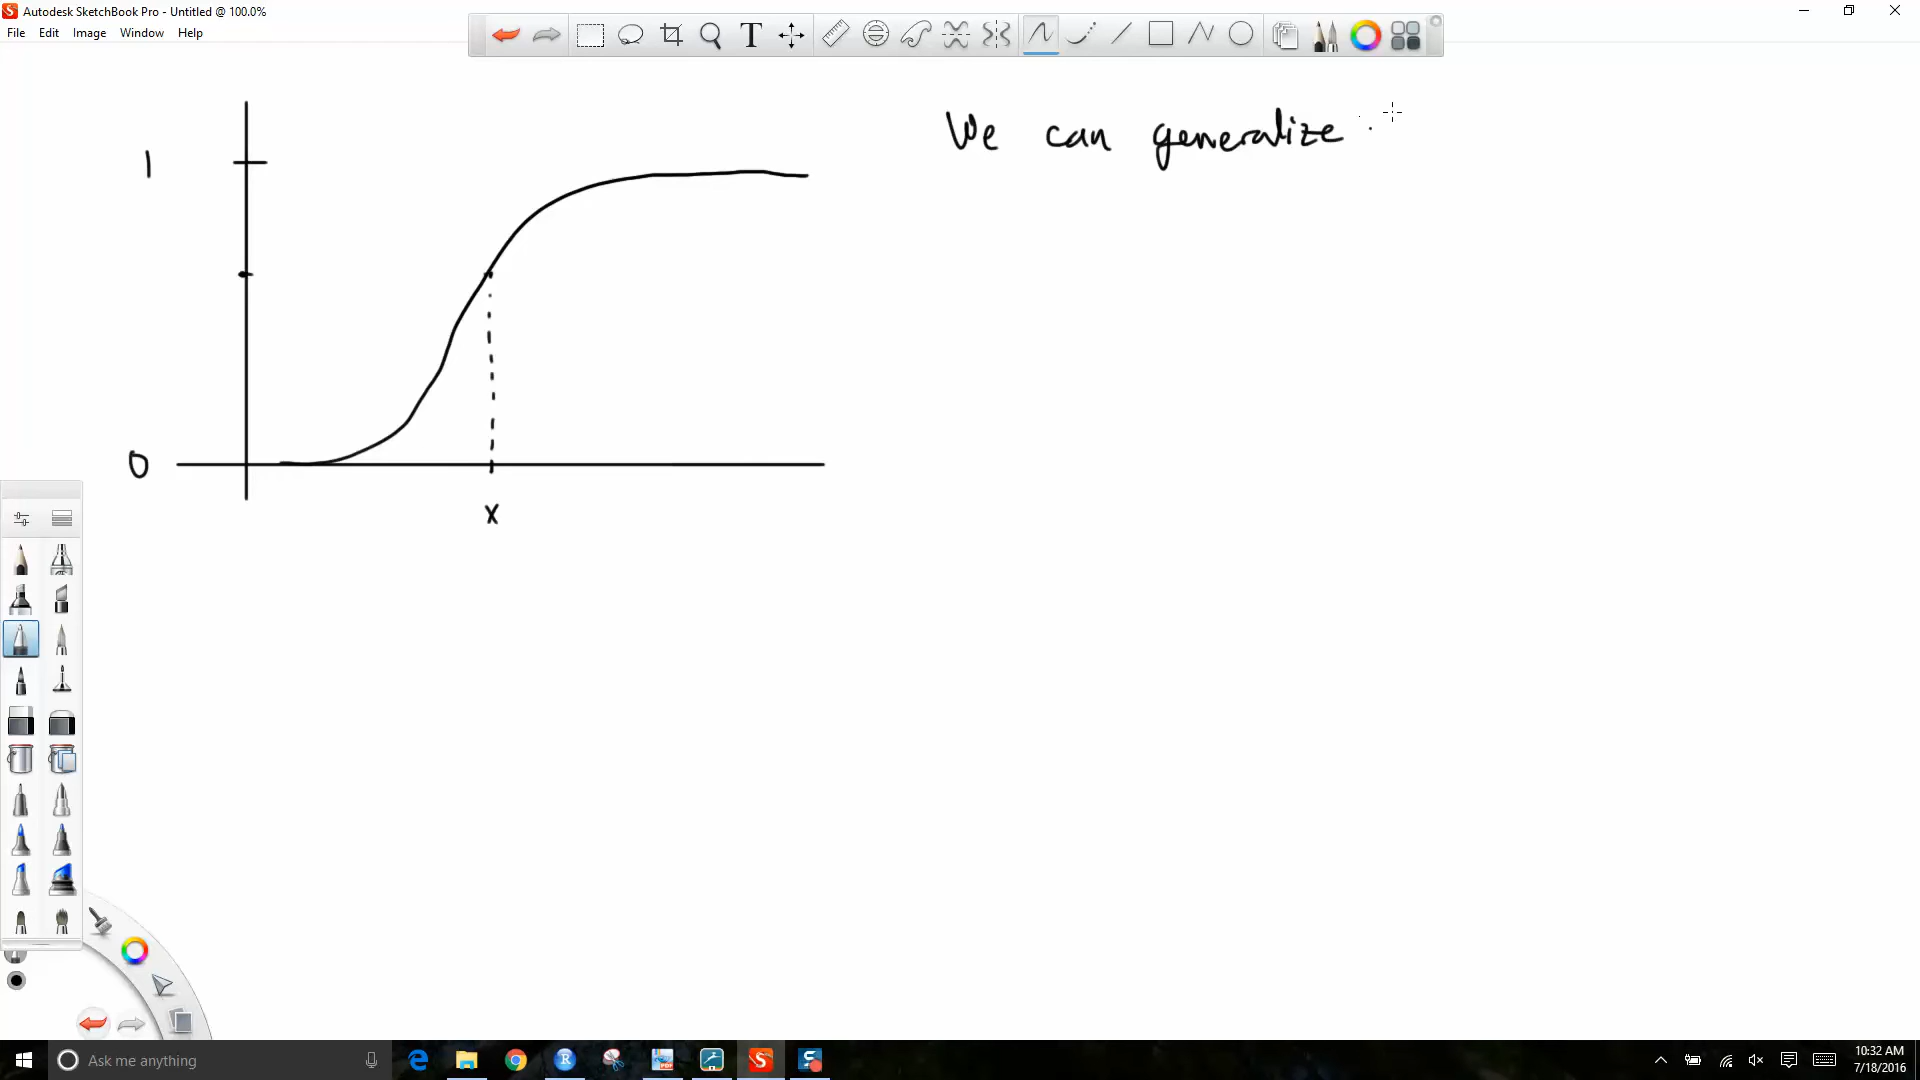 Autodesk SketchBook Pro - Untitled @ 100.0%
File Edit Image Window Help
T
1
We can generalize
0
x
Ask me anything
10:32 AM
7/18/2016